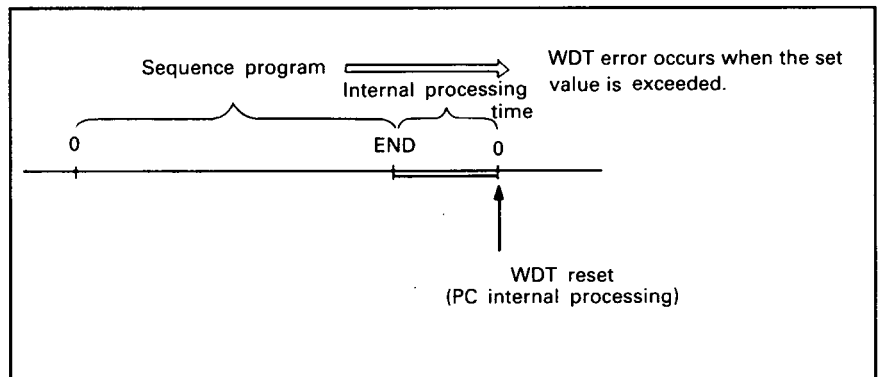 Sequence program
WDT error occurs when the set
value is exceeded.
Internal processing
time
0
END
0
WDT reset
(PC internal processing)